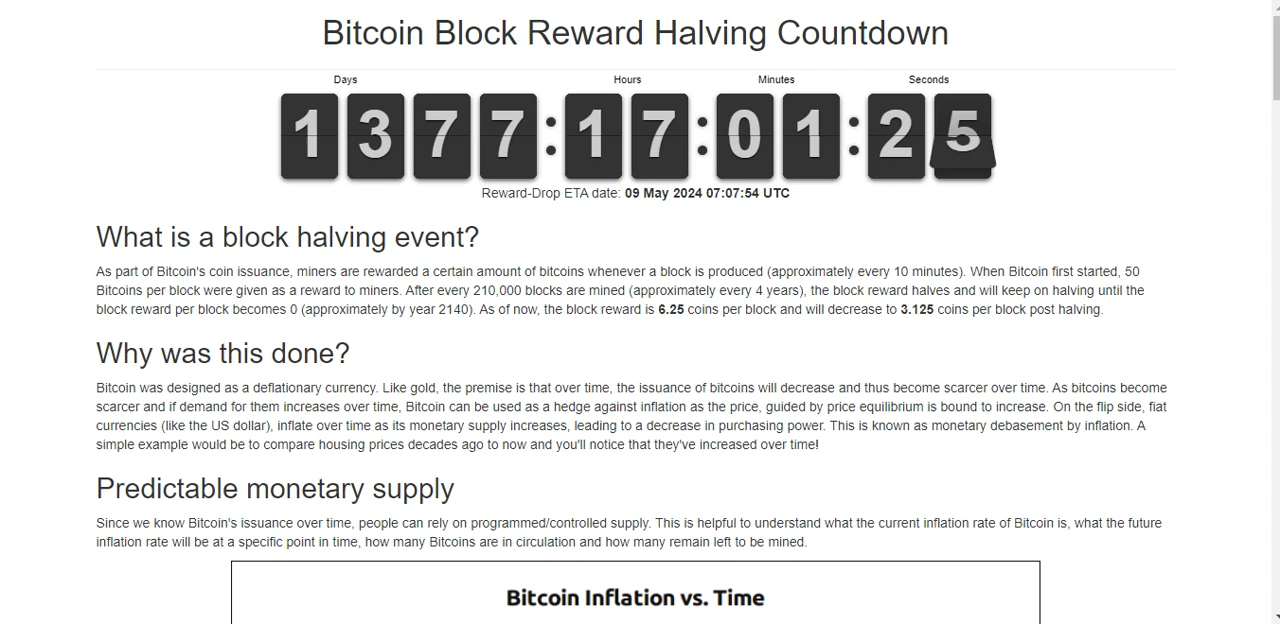 Bitcoin Block Reward Halving Countdown
Days Hours Minutes Seconds
1377:17:01:25
Reward-Drop ETA date: 09 May 2024 07:07:54 UTC
What is a block halving event?
As part of Bitcoin's coin issuance, miners are rewarded a certain amount of bitcoins whenever a block is produced (approximately every 10 minutes). When Bitcoin first started, 50
Bitcoins per block were given as a reward to miners. After every 210,000 blocks are mined (approximately every 4 years), the block reward halves and will keep on halving until the
block reward per block becomes 0 (approximately by year 2140). As of now, the block reward is 6.25 coins per block and will decrease to 3.125 coins per block post halving.
Why was this done?
Bitcoin was designed as a deflationary currency. Like gold, the premise is that over time, the issuance of bitcoins will decrease and thus become scarcer over time. As bitcoins become
scarcer and if demand for them increases over time, Bitcoin can be used as a hedge against inflation as the price, guided by price equilibrium is bound to increase. On the flip side, fiat
currencies (like the US dollar), inflate over time as its monetary supply increases, leading to a decrease in purchasing power. This is known as monetary debasement by inflation. A
simple example would be to compare housing prices decades ago to now and you'll notice that they've increased over time!
Predictable monetary supply
Since we know Bitcoin's issuance over time, people can rely on programmed/controlled supply. This is helpful to understand what the current inflation rate of Bitcoin is, what the future
inflation rate will be at a specific point in time, how many Bitcoins are in circulation and how many remain left to be mined.
Bitcoin Inflation vs. Time